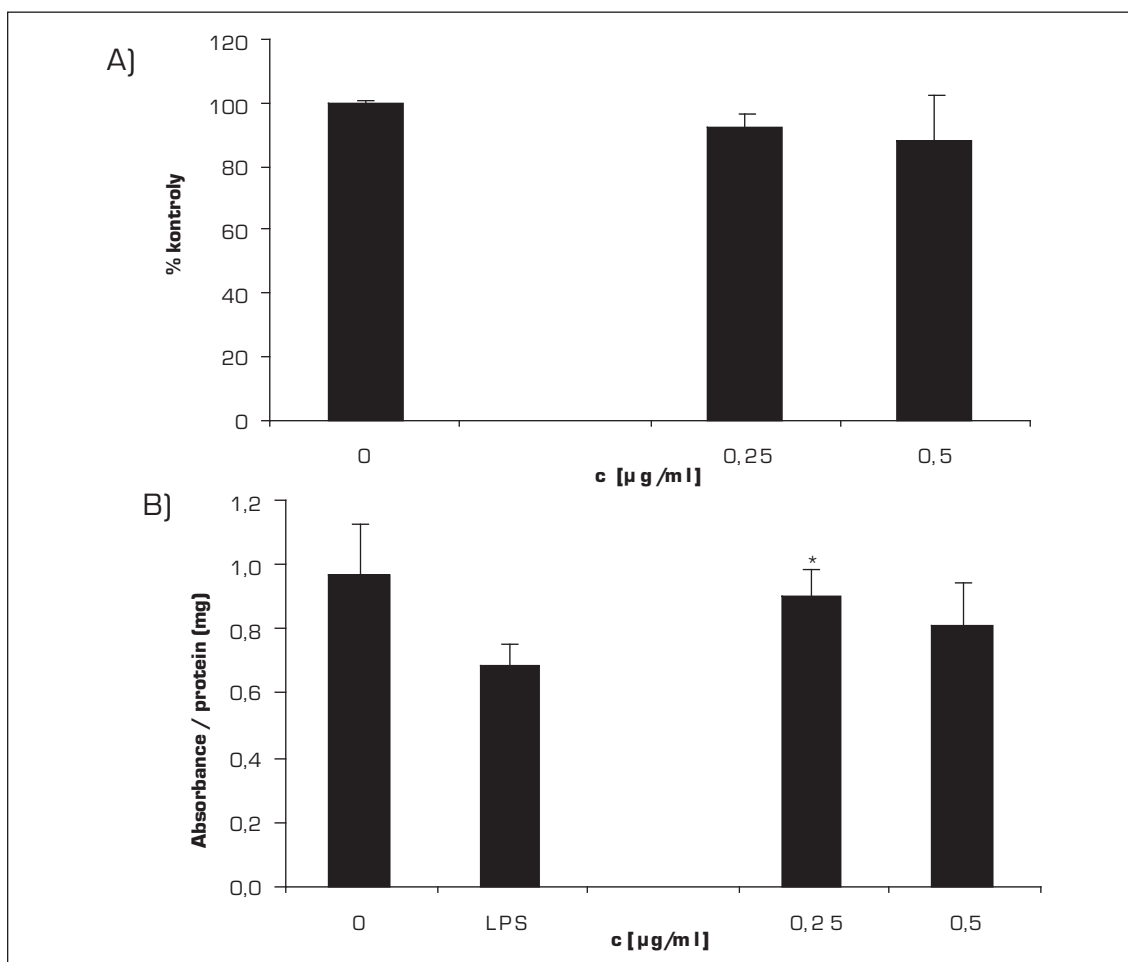 A)
120
100
80
60
40
20
0
% kontroly
0 0,25 0,5
c [µg/ml]
B)
1,2
1,0
0,8
0,6
0,4
0,2
0,0
Absorbance / protein (mg)
*
0 LPS 0,25 0,5
c [µg/ml]